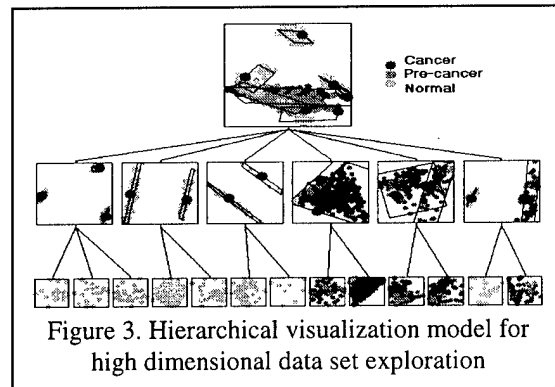 Cancer
Pre-cancer
Normal
Figure 3. Hierarchical visualization model for
high dimensional data set exploration